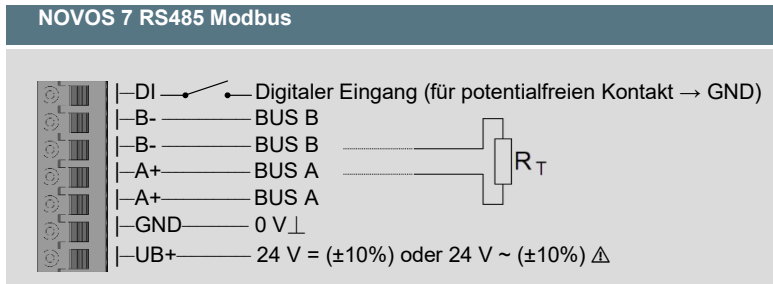 NOVOS 7 RS485 Modbus
DI Digitaler Eingang (für potentialfreien Kontakt → GND)
B- BUS B
B- BUS B
A+ BUS A
A+ BUS A
GND 0 V⊥
UB+ 24 V = (±10%) oder 24 V ~ (±10%) ⚠
R T